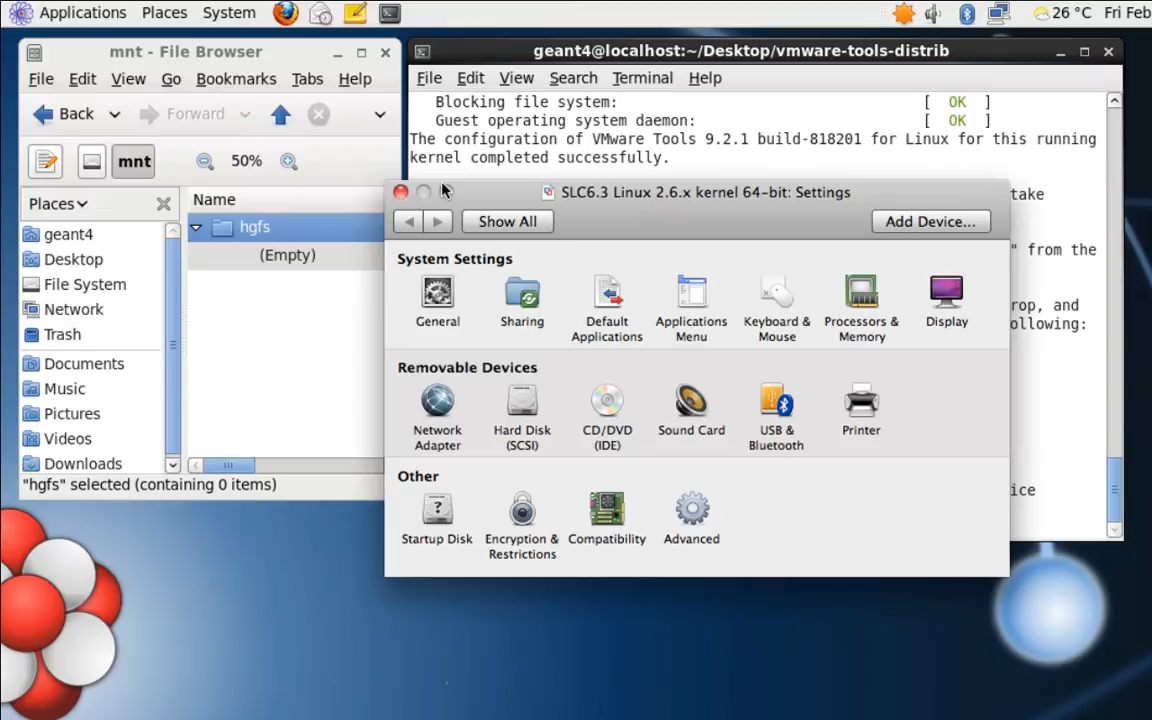 Applications Places System 26 °C Fri Feb
mnt - File Browser
File Edit View Go Bookmarks Tabs Help
Back Forward
mnt 50%
Places
geant4
Desktop
File System
Network
Trash
Documents
Music
Pictures
Videos
Downloads
Name
hgfs
(Empty)
"hgfs" selected (containing 0 items)
geant4@localhost:~/Desktop/vmware-tools-distrib
File Edit View Search Terminal Help
Blocking file system: [ OK ]
Guest operating system daemon: [ OK ]
The configuration of VMware Tools 9.2.1 build-818201 for Linux for this running
kernel completed successfully.
take
" from the
rop, and
ollowing:
ice
SLC6.3 Linux 2.6.x kernel 64-bit: Settings
Show All Add Device...
System Settings
General
Sharing
Default
Applications
Applications
Menu
Keyboard &
Mouse
Processors &
Memory
Display
Removable Devices
Network
Adapter
Hard Disk
(SCSI)
CD/DVD
(IDE)
Sound Card
USB &
Bluetooth
Printer
Other
Startup Disk
Encryption &
Restrictions
Compatibility
Advanced